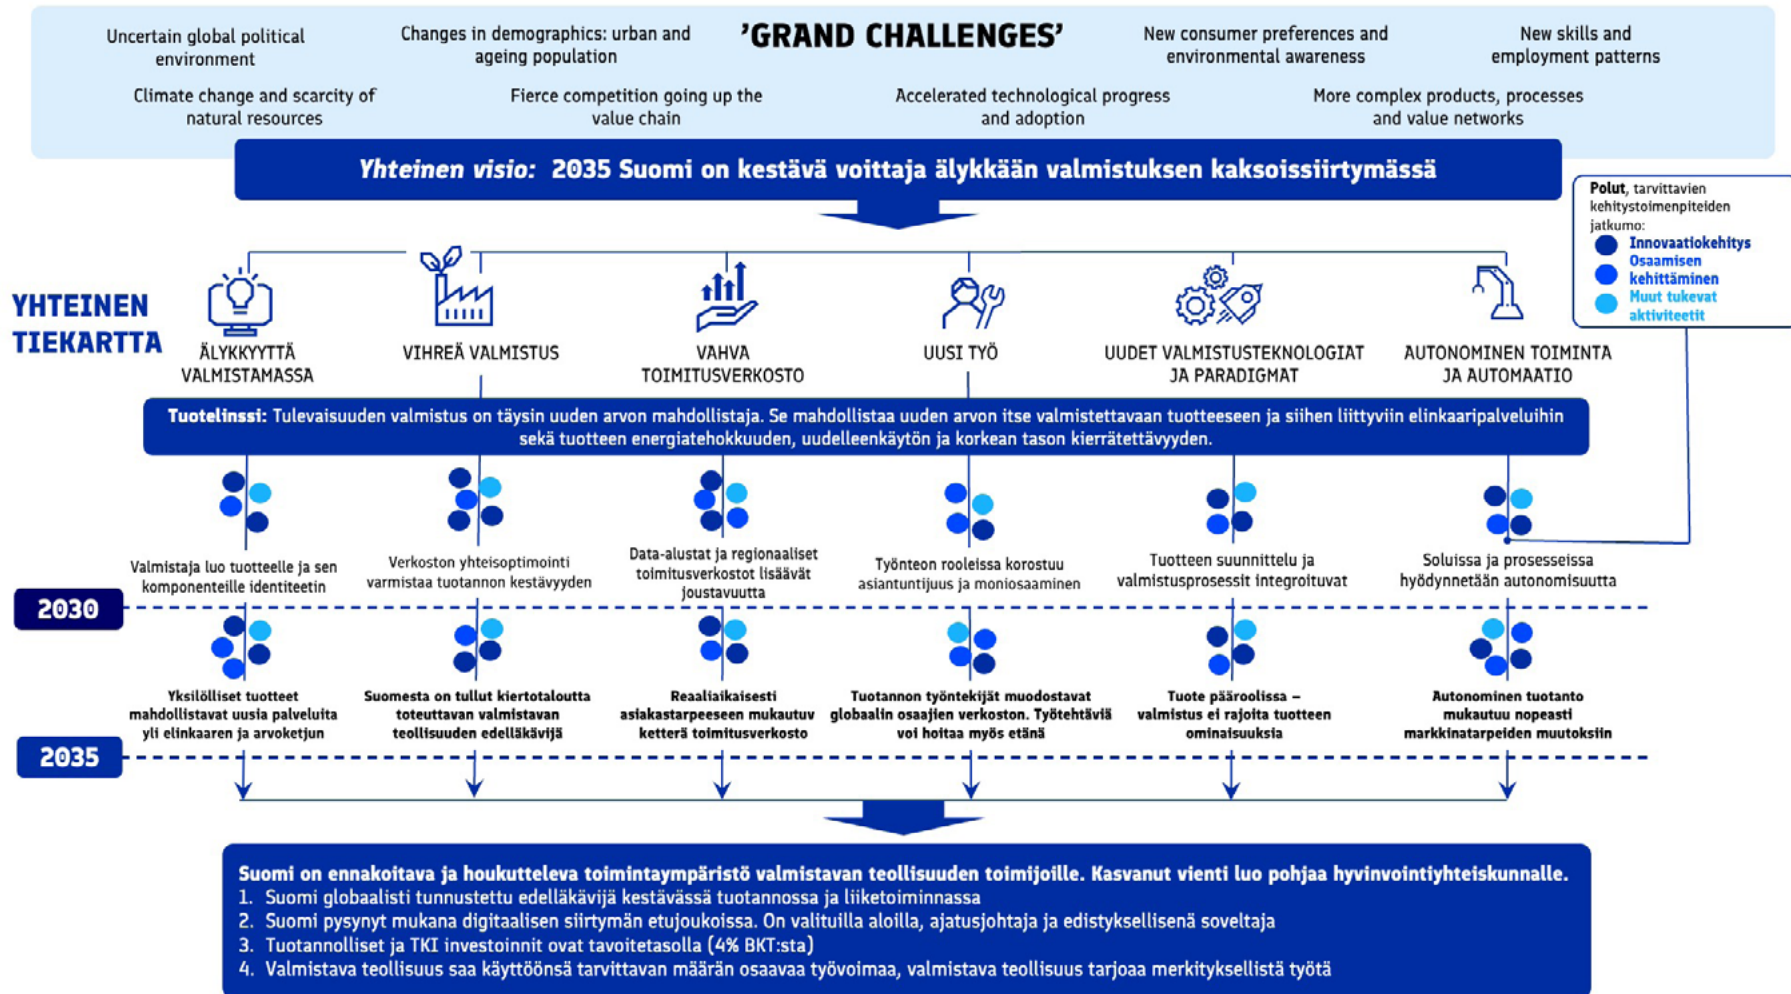 'GRAND CHALLENGES'
Uncertain global political
environment
Changes in demographics: urban and
ageing population
New consumer preferences and
environmental awareness
New skills and
employment patterns
Climate change and scarcity of
natural resources
Fierce competition going up the
value chain
Accelerated technological progress
and adoption
More complex products, processes
and value networks
Yhteinen visio: 2035 Suomi on kestävä voittaja älykkään valmistuksen kaksoissiirtymässä
Polut, tarvittavien
kehitystoimenpiteiden
jatkumo:
Innovaatiokehitys
Osaamisen
kehittäminen
Muut tukevat
aktiviteetit
YHTEINEN
TIEKARTTA
ÄLYKKYYTTÄ
VALMISTAMASSA
VIHREÄ VALMISTUS
VAHVA
TOIMITUSVERKOSTO
UUSI TYÖ
UUDET VALMISTUSTEKNOLOGIAT
JA PARADIGMAT
AUTONOMINEN TOIMINTA
JA AUTOMAATIO
Tuotelinssi: Tulevaisuuden valmistus on täysin uuden arvon mahdollistaja. Se mahdollistaa uuden arvon itse valmistettavaan tuotteeseen ja siihen liittyviin elinkaaripalveluihin
sekä tuotteen energiatehokkuuden, uudelleenkäytön ja korkean tason kierrätettävyyden.
Valmistaja luo tuotteelle ja sen
komponenteille identiteetin
Verkoston yhteisoptimointi
varmistaa tuotannon kestävyyden
Data-alustat ja regionaaliset
toimitusverkostot lisäävät
joustavuutta
Työnteon rooleissa korostuu
asiantuntijuus ja moniosaaminen
Tuotteen suunnittelu ja
valmistusprosessit integroituvat
Soluissa ja prosesseissa
hyödynnetään autonomisuutta
2030
Yksilölliset tuotteet
mahdollistavat uusia palveluita
yli elinkaaren ja arvoketjun
Suomesta on tullut kiertotaloutta
toteuttavan valmistavan
teollisuuden edelläkävijä
Reaaliaikaisesti
asiakastarpeeseen mukautuv
ketterä toimitusverkosto
Tuotannon työntekijät muodostavat
globaalin osaajien verkoston. Työtehtäviä
voi hoitaa myös etänä
Tuote pääroolissa –
valmistus ei rajoita tuotteen
ominaisuuksia
Autonominen tuotanto
mukautuu nopeasti
markkinatarpeiden muutoksiin
2035
Suomi on ennakoitava ja houkutteleva toimintaympäristö valmistavan teollisuuden toimijoille. Kasvanut vienti luo pohjaa hyvinvointiyhteiskunnalle.
1. Suomi globaalisti tunnustettu edelläkävijä kestävässä tuotannossa ja liiketoiminnassa
2. Suomi pysynyt mukana digitaalisen siirtymän etujoukoissa. On valituilla aloilla, ajatusjohtaja ja edistyksellisenä soveltaja
3. Tuotannolliset ja TKI investoinnit ovat tavoitetasolla (4% BKT:sta)
4. Valmistava teollisuus saa käyttöönsä tarvittavan määrän osaavaa työvoimaa, valmistava teollisuus tarjoaa merkityksellistä työtä